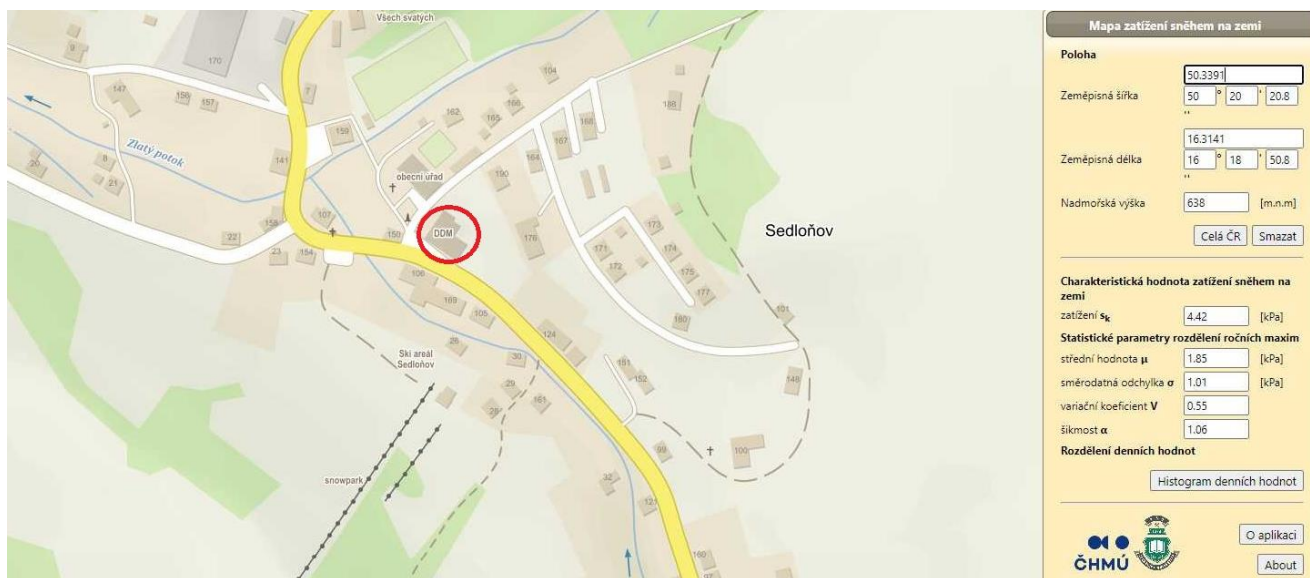 Všech svatých
9
170
147
156
157
7
104
162
166
165
188
159
168
167
Zlatý potok
141
164
20
8
21
obecní úřad
190
107
159
DDM
178
173
Sedloňov
22
23
154
171
174
172
175
106
177
169
105
180
101
124
26
Ski areál
Sedloňov
30
151
152
148
29
28
161
99
100
snowpark
32
121
160
97
Mapa zatížení sněhem na zemi
Poloha
50.3391
Zeměpisná šířka 50 ° 20 ' 20.8
''
16.3141
Zeměpisná délka 16 ° 18 ' 50.8
''
Nadmořská výška 638 [m.n.m]
Celá ČR Smazat
Charakteristická hodnota zatížení sněhem na
zemi
zatížení sk 4.42 [kPa]
Statistické parametry rozdělení ročních maxim
střední hodnota μ 1.85 [kPa]
směrodatná odchylka σ 1.01 [kPa]
variační koeficient V 0.55
šikmost α 1.06
Rozdělení denních
hodnot
Histogram denních hodnot
ČHMÚ
O aplikaci
About